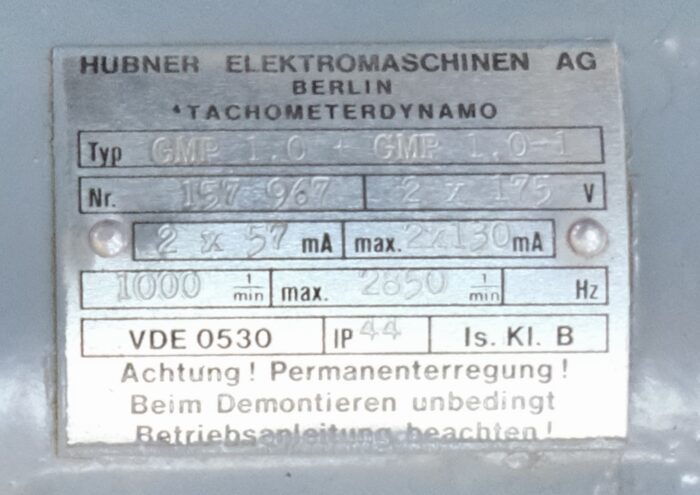 HUBNER ELEKTROMASCHINEN AG
BERLIN
TACHOMETERDYNAMO
Typ GMP 1.0 + GMP 1.0-1
Nr. 157 967 2 x 175 V
2 x 57 mA max. 2x130 mA
1000 1/min max. 2850 1/min Hz
VDE 0530 IP 44 Is. Kl. B
Achtung! Permanenterregung!
Beim Demontieren unbedingt
Betriebsanleitung beachten!